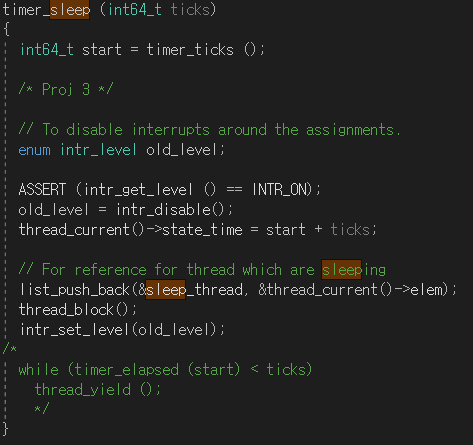 timer_sleep (int64_t ticks)
{
int64_t start = timer_ticks ();
/* Proj 3 */
// To disable interrupts around the assignments.
enum intr_level old_level;
ASSERT (intr_get_level () == INTR_ON);
old_level = intr_disable();
thread_current()->state_time = start + ticks;
// For reference for thread which are sleeping
list_push_back(&sleep_thread, &thread_current()->elem);
thread_block();
intr_set_level(old_level);
/*
while (timer_elapsed (start) < ticks)
thread_yield ();
*/
}